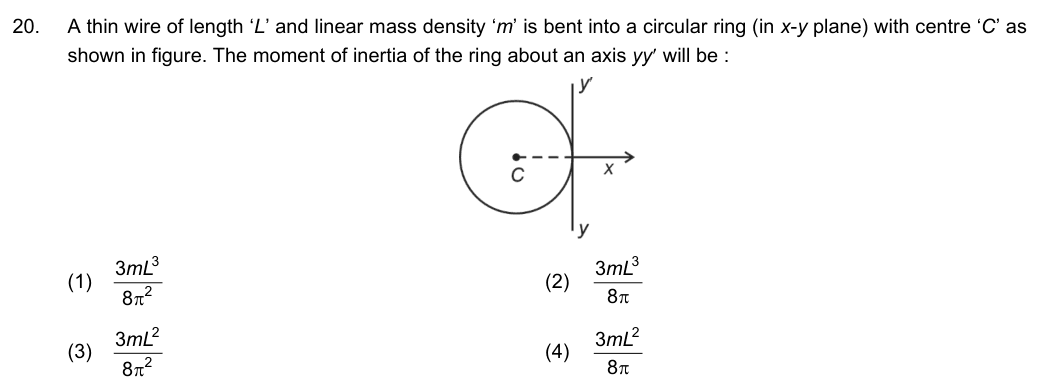 20. A thin wire of length ‘L’ and linear mass density ‘m’ is bent into a circular ring (in x-y plane) with centre ‘C’ as
shown in figure. The moment of inertia of the ring about an axis yy′ will be :
y′
C
x
y
(1) 3mL³/8π² (2) 3mL³/8π
(3) 3mL²/8π² (4) 3mL²/8π